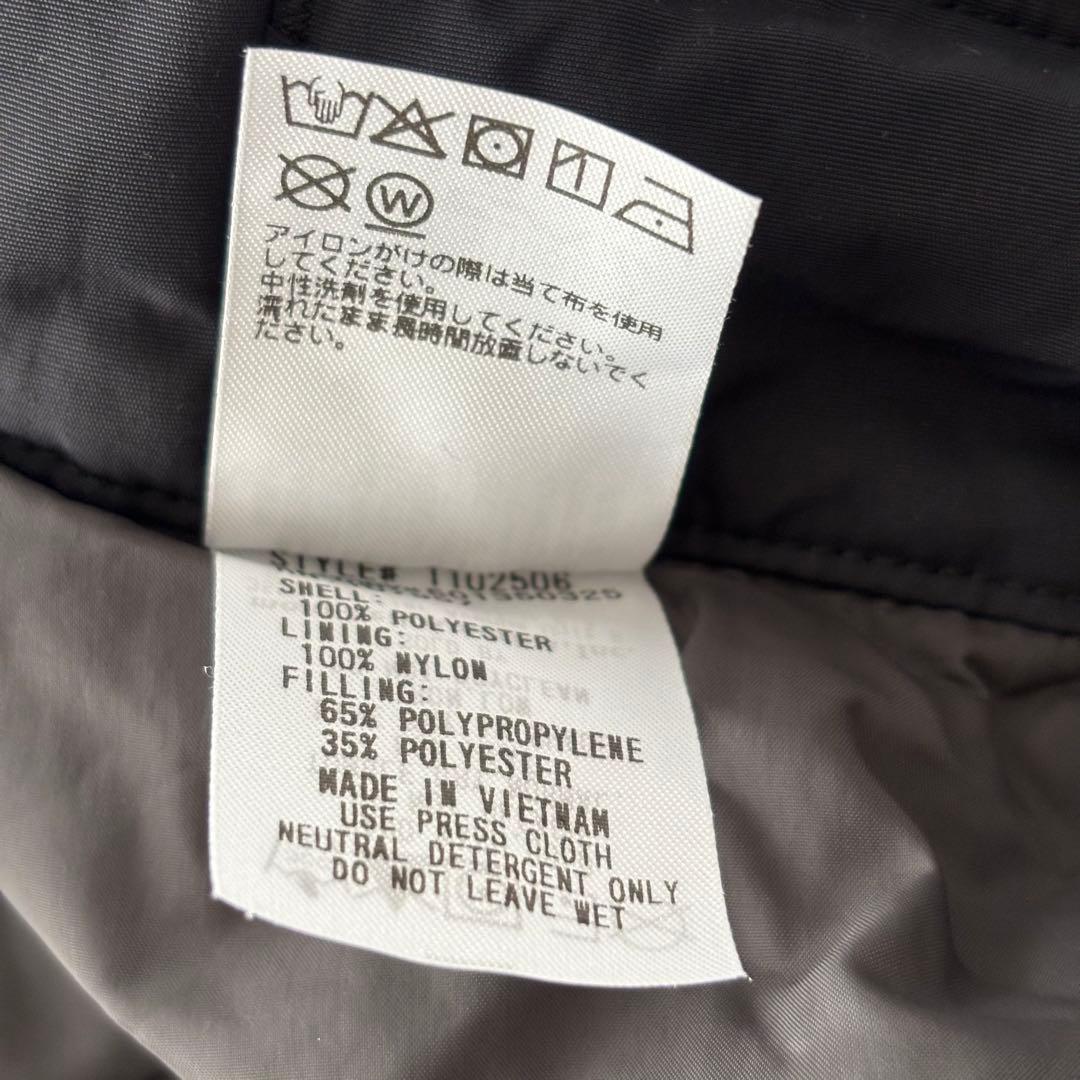 W
アイロンがけの際は当て布を使用
してください。
中性洗剤を使用してください。
濡れたまま長時間放置しないでく
ださい。
STYLE# 1102506
SHELL:
100% POLYESTER
LINING:
100% NYLON
FILLING:
65% POLYPROPYLENE
35% POLYESTER
MADE IN VIETNAM
USE PRESS CLOTH
NEUTRAL DETERGENT ONLY
DO NOT LEAVE WET